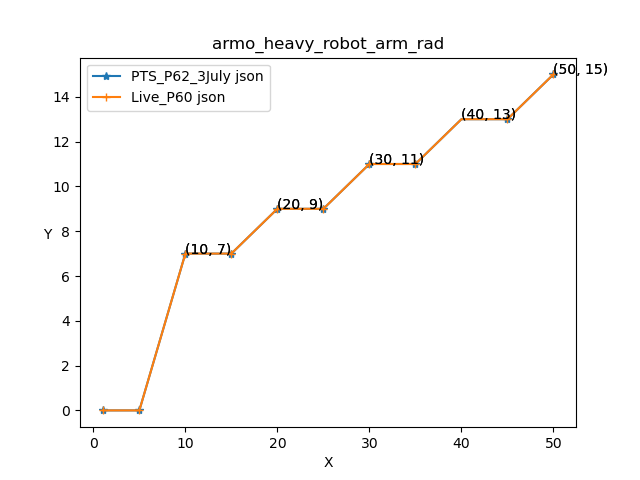 armo_heavy_robot_arm_rad
PTS_P62_3July json
Live_P60 json
(50, 15)
(40, 13)
(30, 11)
(20, 9)
(10, 7)
14
12
10
8
6
4
2
0
Y
0 10 20 30 40 50
X